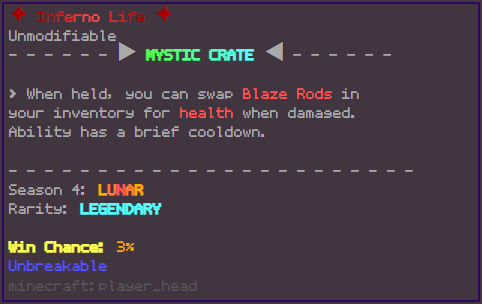 ✦ Inferno Life ✦
Unmodifiable
- - - - - - ▶ MYSTIC CRATE ◀ - - - - - -
> When held, you can swap Blaze Rods in
your inventory for health when damaged.
Ability has a brief cooldown.
- - - - - - - - - - - - - - - - - - - - - - - -
Season 4: LUNAR
Rarity: LEGENDARY
Win Chance: 3%
Unbreakable
minecraft:player_head